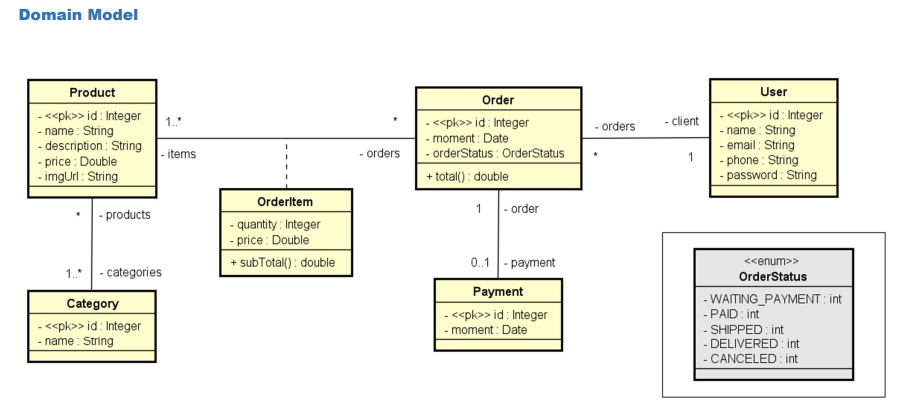 Domain Model
Product
- <<pk>> id : Integer
- name : String
- description : String
- price : Double
- imgUrl : String
1..*
- items
*
- orders
Order
- <<pk>> id : Integer
- moment : Date
- orderStatus : OrderStatus
+ total() : double
- orders
*
- client
1
User
- <<pk>> id : Integer
- name : String
- email : String
- phone : String
- password : String
OrderItem
- quantity : Integer
- price : Double
+ subTotal() : double
* - products
1..* - categories
Category
- <<pk>> id : Integer
- name : String
1 - order
0..1 - payment
Payment
- <<pk>> id : Integer
- moment : Date
<<enum>>
OrderStatus
- WAITING_PAYMENT : int
- PAID : int
- SHIPPED : int
- DELIVERED : int
- CANCELED : int